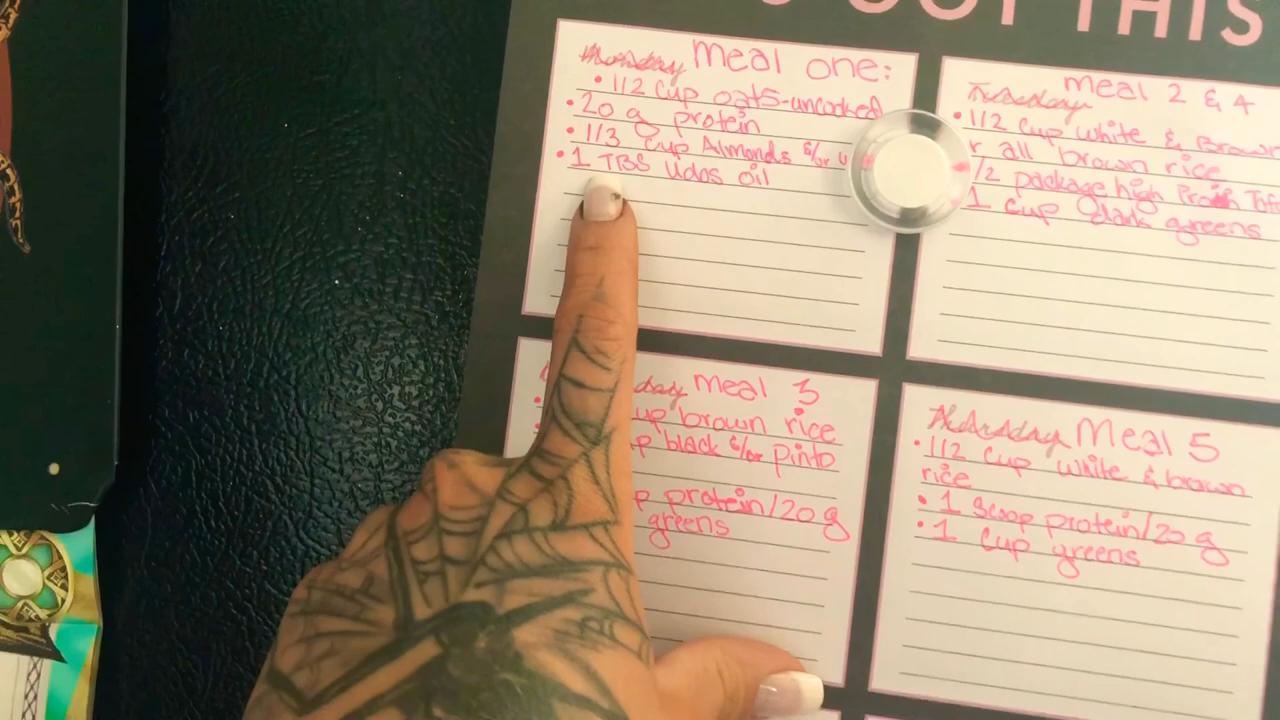 OUT THIS
Monday Meal one:
• 1/2 Cup oats-uncooked
• 20 g protein
• 1/3 Cup Almonds &/or
• 1 TBS Udos oil
Tuesday Meal 2 & 4
• 1/2 Cup white & Brown
r all brown rice
1/2 package high Protein
1 Cup dark greens
day Meal 3
up brown rice
p black &/or pinto
p protein/20 g
greens
Thursday Meal 5
• 1/2 Cup white & brown
rice
• 1 scoop protein/20 g
• 1 Cup greens